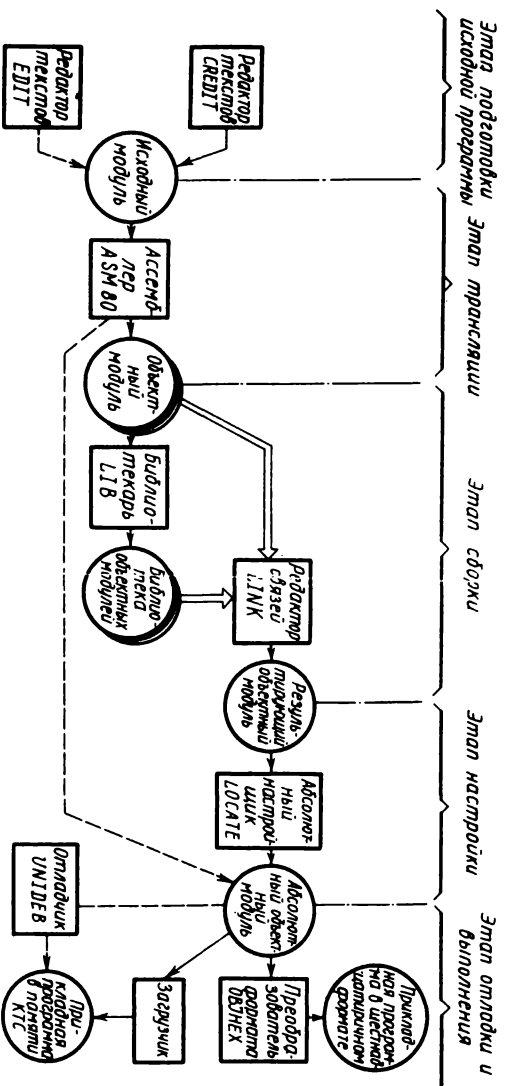 Этап подготовки
исходной программы
Этап трансляции
Этап сборки
Этап настройки
Этап отладки и
выполнения
Редактор
текстов
CREDIT
Редактор
текстов
EDIT
Исходный
модуль
Ассемб-
лер
ASM 80
Объект-
ный
модуль
Библио-
текарь
LIB
Библио-
тека
объектных
модулей
Редактор
связей
LINK
Резуль-
тирующий
объектный
модуль
Абсолют-
ный
настрой-
щик
LOCATE
Абсолют-
ный объект-
ный
модуль
Преобра-
зователь
формата
OBJHEX
Приклад-
ная програм-
ма в шестнад-
цатиричном
формате
Загрузчик
Отладчик
UNIDEB
При-
кладная
программа
в памяти
КТС